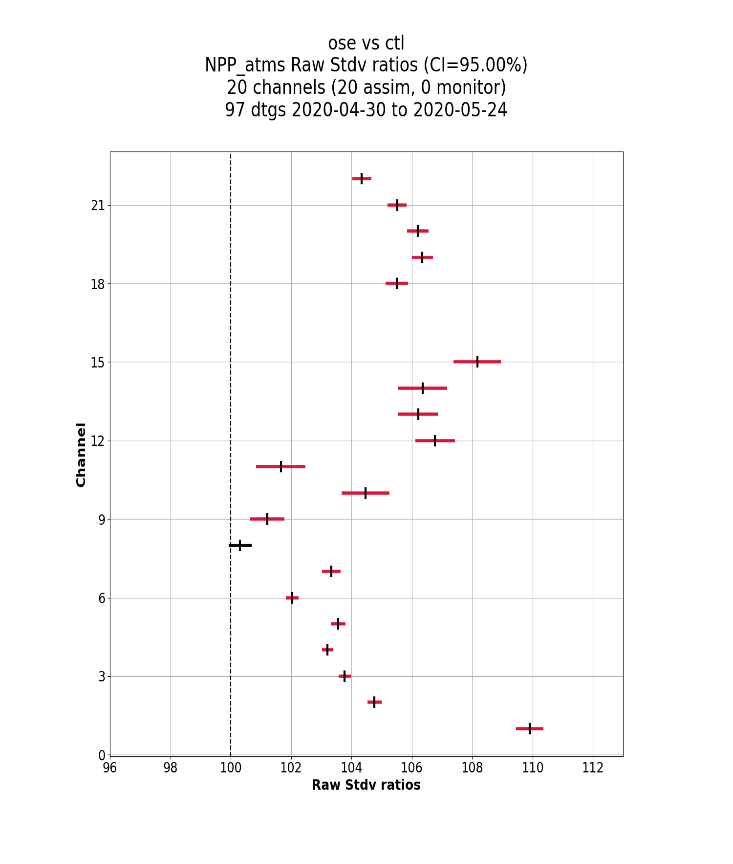 ose vs ctl
NPP_atms Raw Stdv ratios (CI=95.00%)
20 channels (20 assim, 0 monitor)
97 dtgs 2020-04-30 to 2020-05-24
21
18
15
12
9
6
3
0
Channel
96 98 100 102 104 106 108 110 112
Raw Stdv ratios